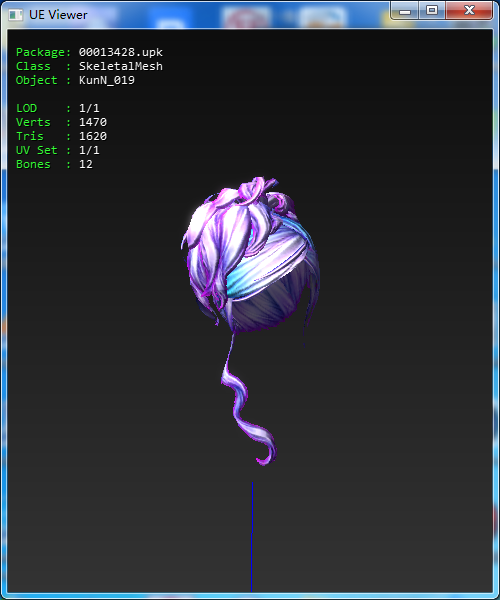 UE Viewer
Package: 00013428.upk
Class : SkeletalMesh
Object : KunN_019
LOD : 1/1
Verts : 1470
Tris : 1620
UV Set : 1/1
Bones : 12